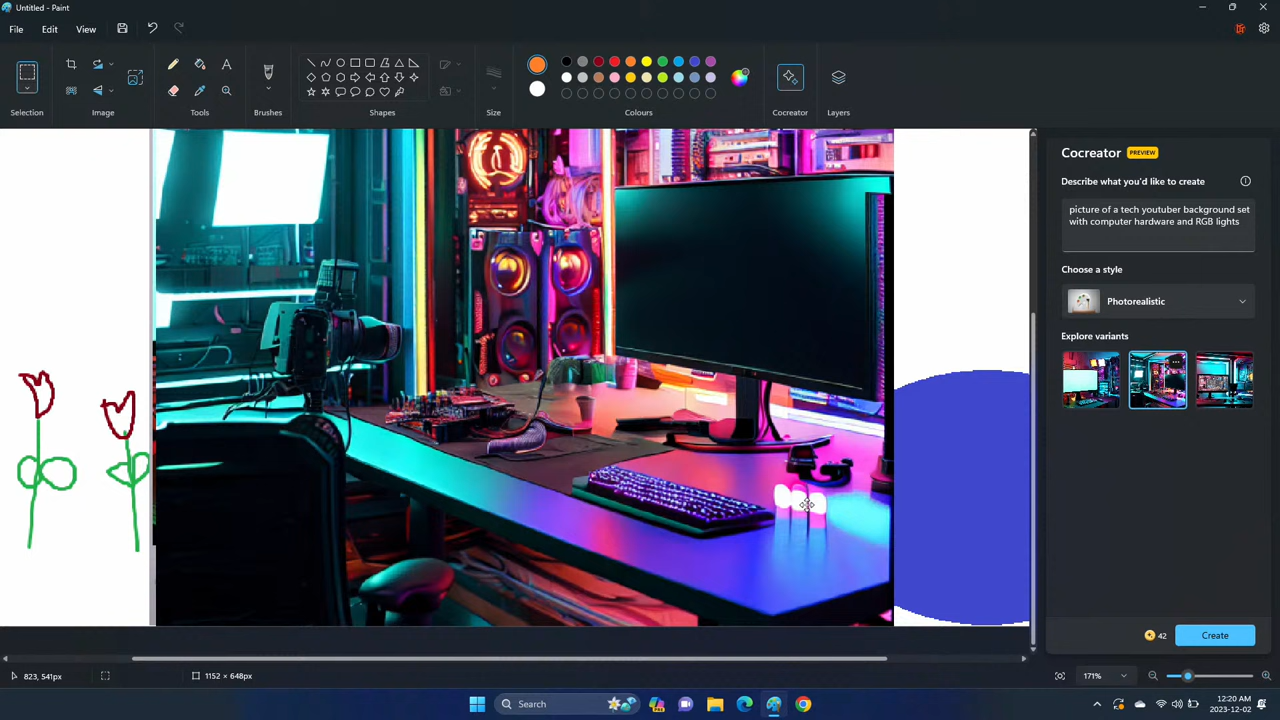 Untitled - Paint
File Edit View
Selection Image Tools Brushes Shapes Size Colours Cocreator Layers
Cocreator PREVIEW
Describe what you'd like to create
picture of a tech youtuber background set
with computer hardware and RGB lights
Choose a style
Photorealistic
Explore variants
42 Create
823, 541px 1152 × 648px 171%
Search
12:20 AM
2023-12-02